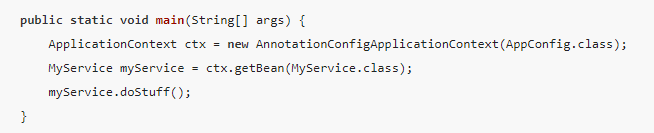 public static void main(String[] args) {
    ApplicationContext ctx = new AnnotationConfigApplicationContext(AppConfig.class);
    MyService myService = ctx.getBean(MyService.class);
    myService.doStuff();
}